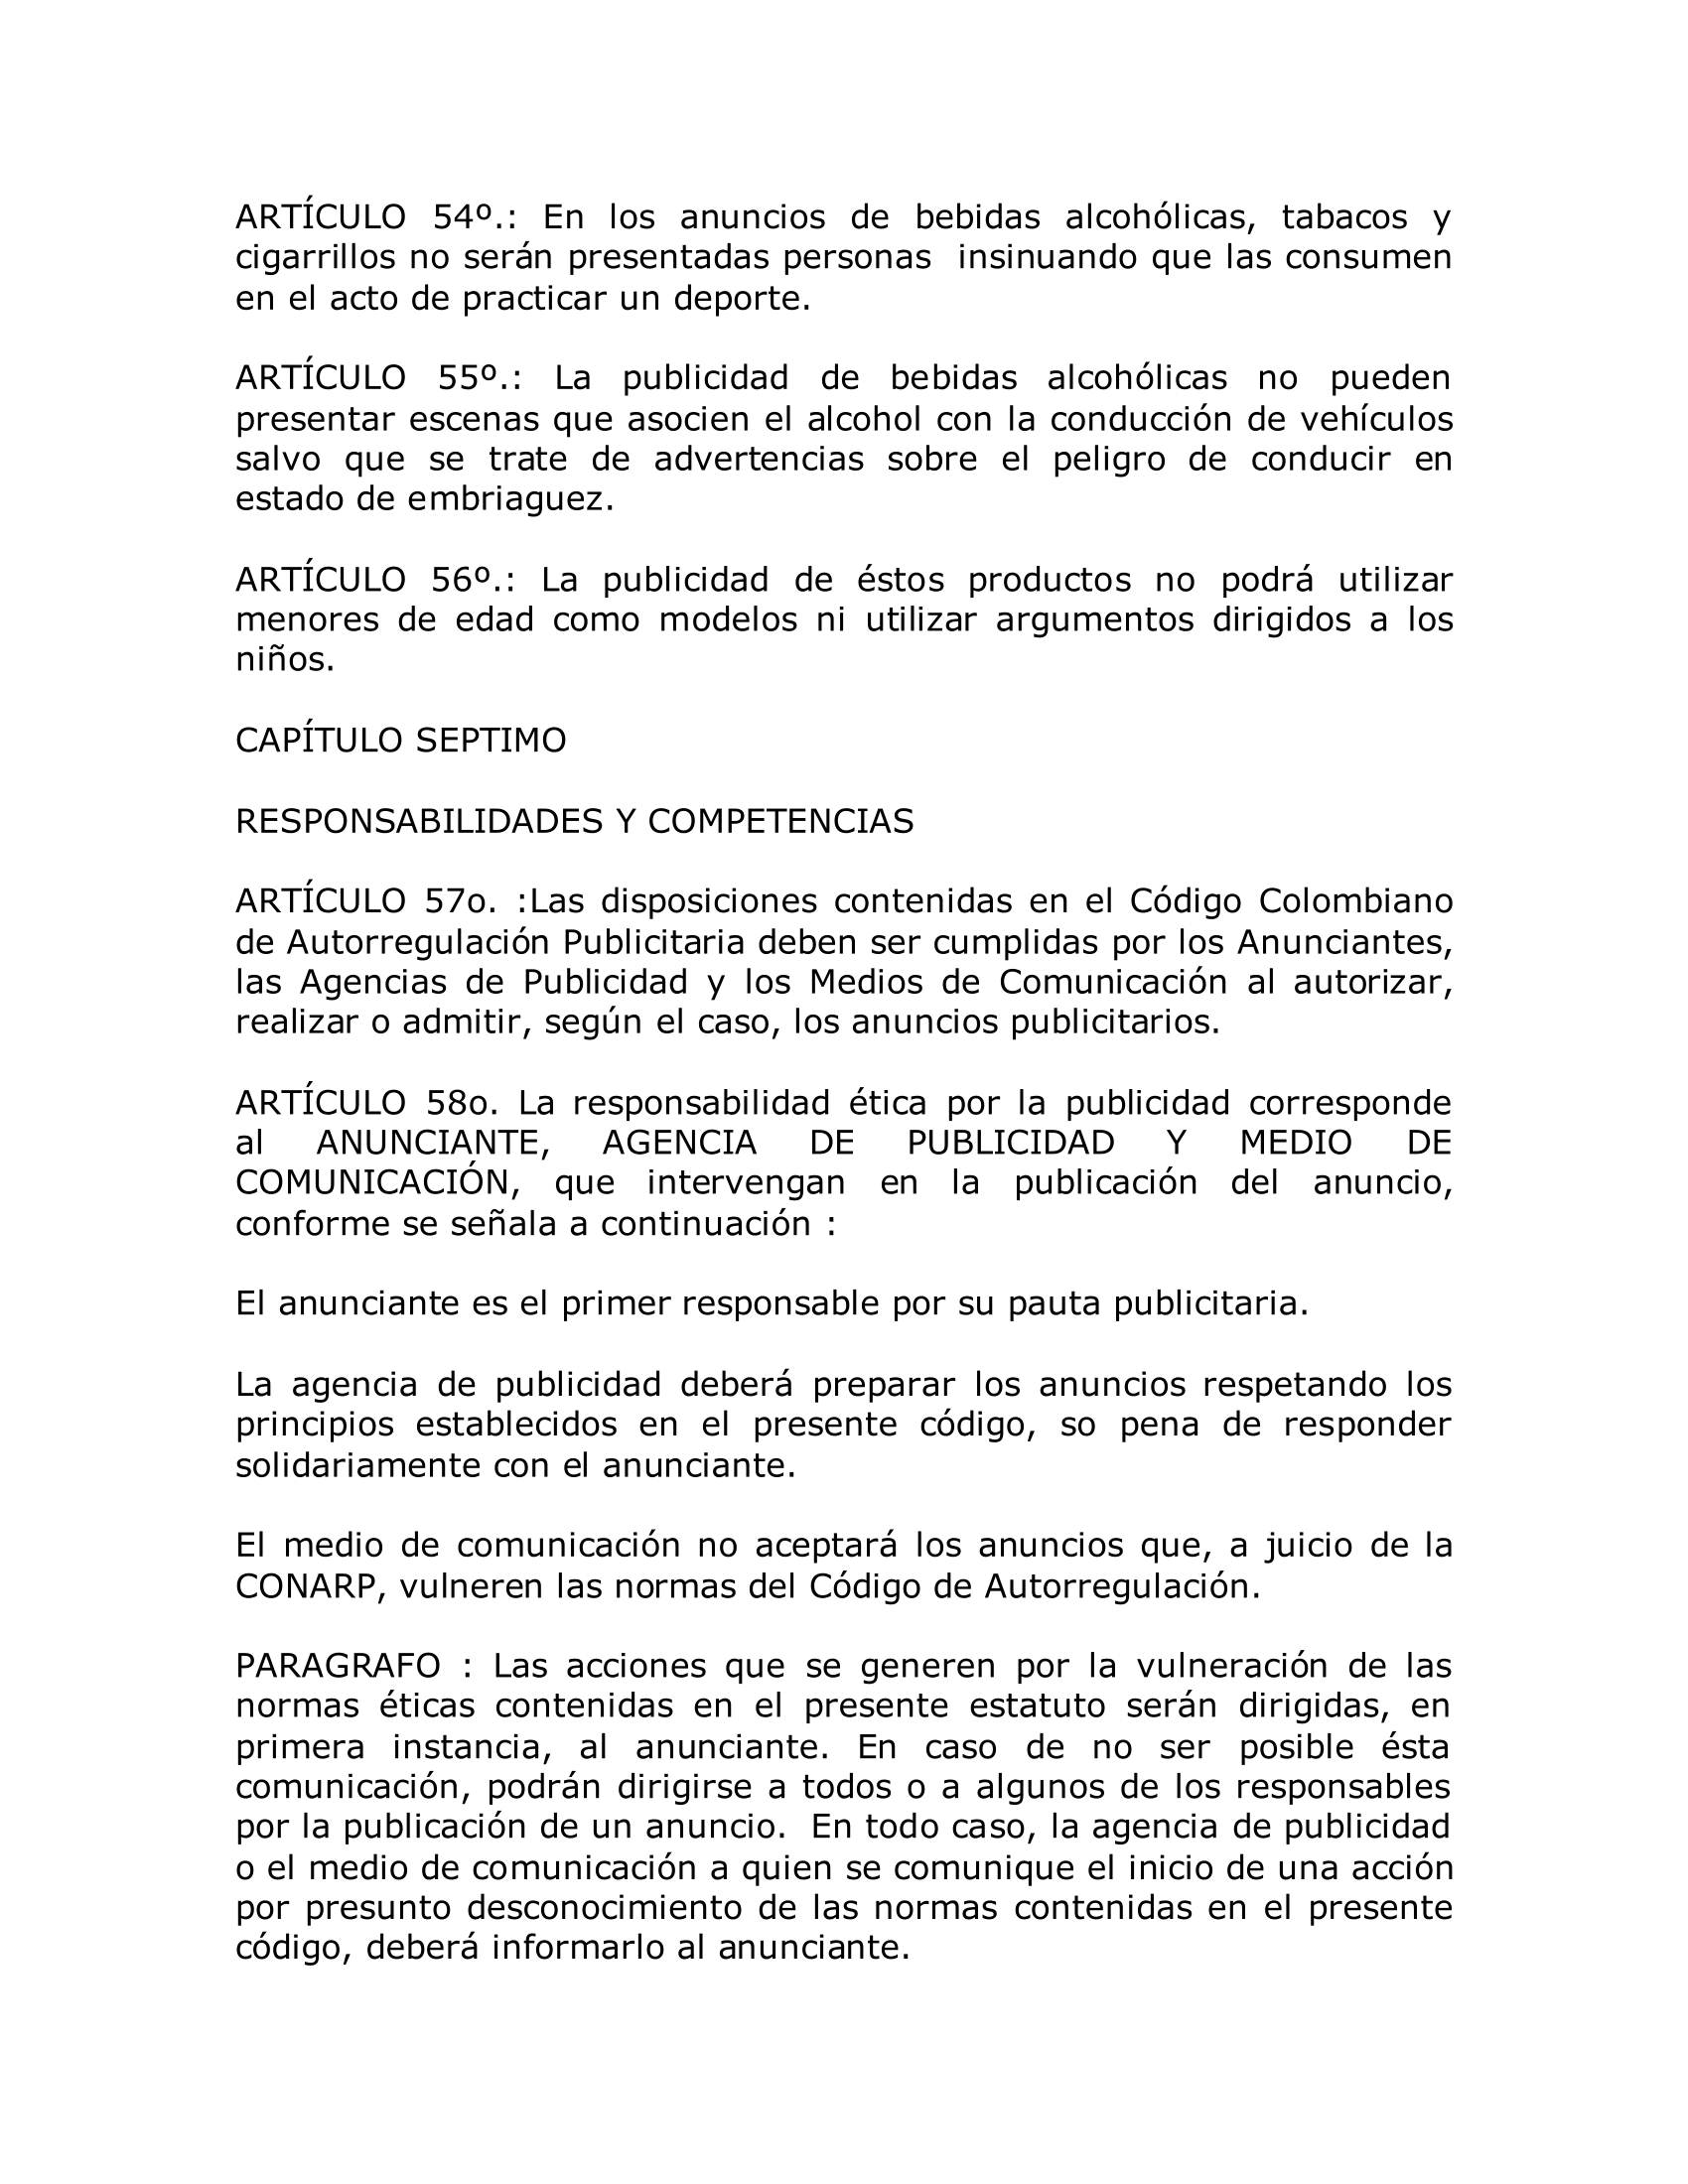 ARTÍCULO 54º.: En los anuncios de bebidas alcohólicas, tabacos y
cigarrillos no serán presentadas personas  insinuando que las consumen
en el acto de practicar un deporte.
ARTÍCULO 55º.: La publicidad de bebidas alcohólicas no pueden
presentar escenas que asocien el alcohol con la conducción de vehículos
salvo que se trate de advertencias sobre el peligro de conducir en
estado de embriaguez.
ARTÍCULO 56º.: La publicidad de éstos productos no podrá utilizar
menores de edad como modelos ni utilizar argumentos dirigidos a los
niños.
CAPÍTULO SEPTIMO
RESPONSABILIDADES Y COMPETENCIAS
ARTÍCULO 57o. :Las disposiciones contenidas en el Código Colombiano
de Autorregulación Publicitaria deben ser cumplidas por los Anunciantes,
las Agencias de Publicidad y los Medios de Comunicación al autorizar,
realizar o admitir, según el caso, los anuncios publicitarios.
ARTÍCULO 58o. La responsabilidad ética por la publicidad corresponde
al ANUNCIANTE, AGENCIA DE PUBLICIDAD Y MEDIO DE
COMUNICACIÓN, que intervengan en la publicación del anuncio,
conforme se señala a continuación :
El anunciante es el primer responsable por su pauta publicitaria.
La agencia de publicidad deberá preparar los anuncios respetando los
principios establecidos en el presente código, so pena de responder
solidariamente con el anunciante.
El medio de comunicación no aceptará los anuncios que, a juicio de la
CONARP, vulneren las normas del Código de Autorregulación.
PARAGRAFO : Las acciones que se generen por la vulneración de las
normas éticas contenidas en el presente estatuto serán dirigidas, en
primera instancia, al anunciante. En caso de no ser posible ésta
comunicación, podrán dirigirse a todos o a algunos de los responsables
por la publicación de un anuncio.  En todo caso, la agencia de publicidad
o el medio de comunicación a quien se comunique el inicio de una acción
por presunto desconocimiento de las normas contenidas en el presente
código, deberá informarlo al anunciante.